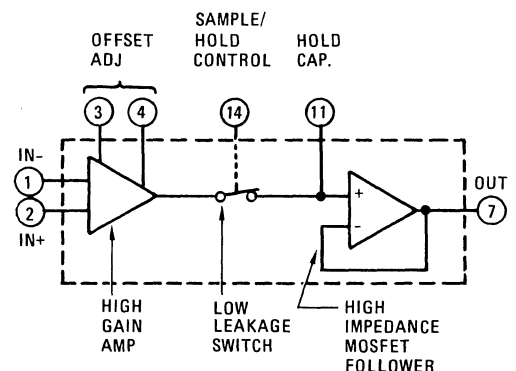 SAMPLE/
HOLD
CONTROL
OFFSET
ADJ
HOLD
CAP.
3
4
14
11
IN-
1
2
IN+
+
-
OUT
7
HIGH
GAIN
AMP
LOW
LEAKAGE
SWITCH
HIGH
IMPEDANCE
MOSFET
FOLLOWER